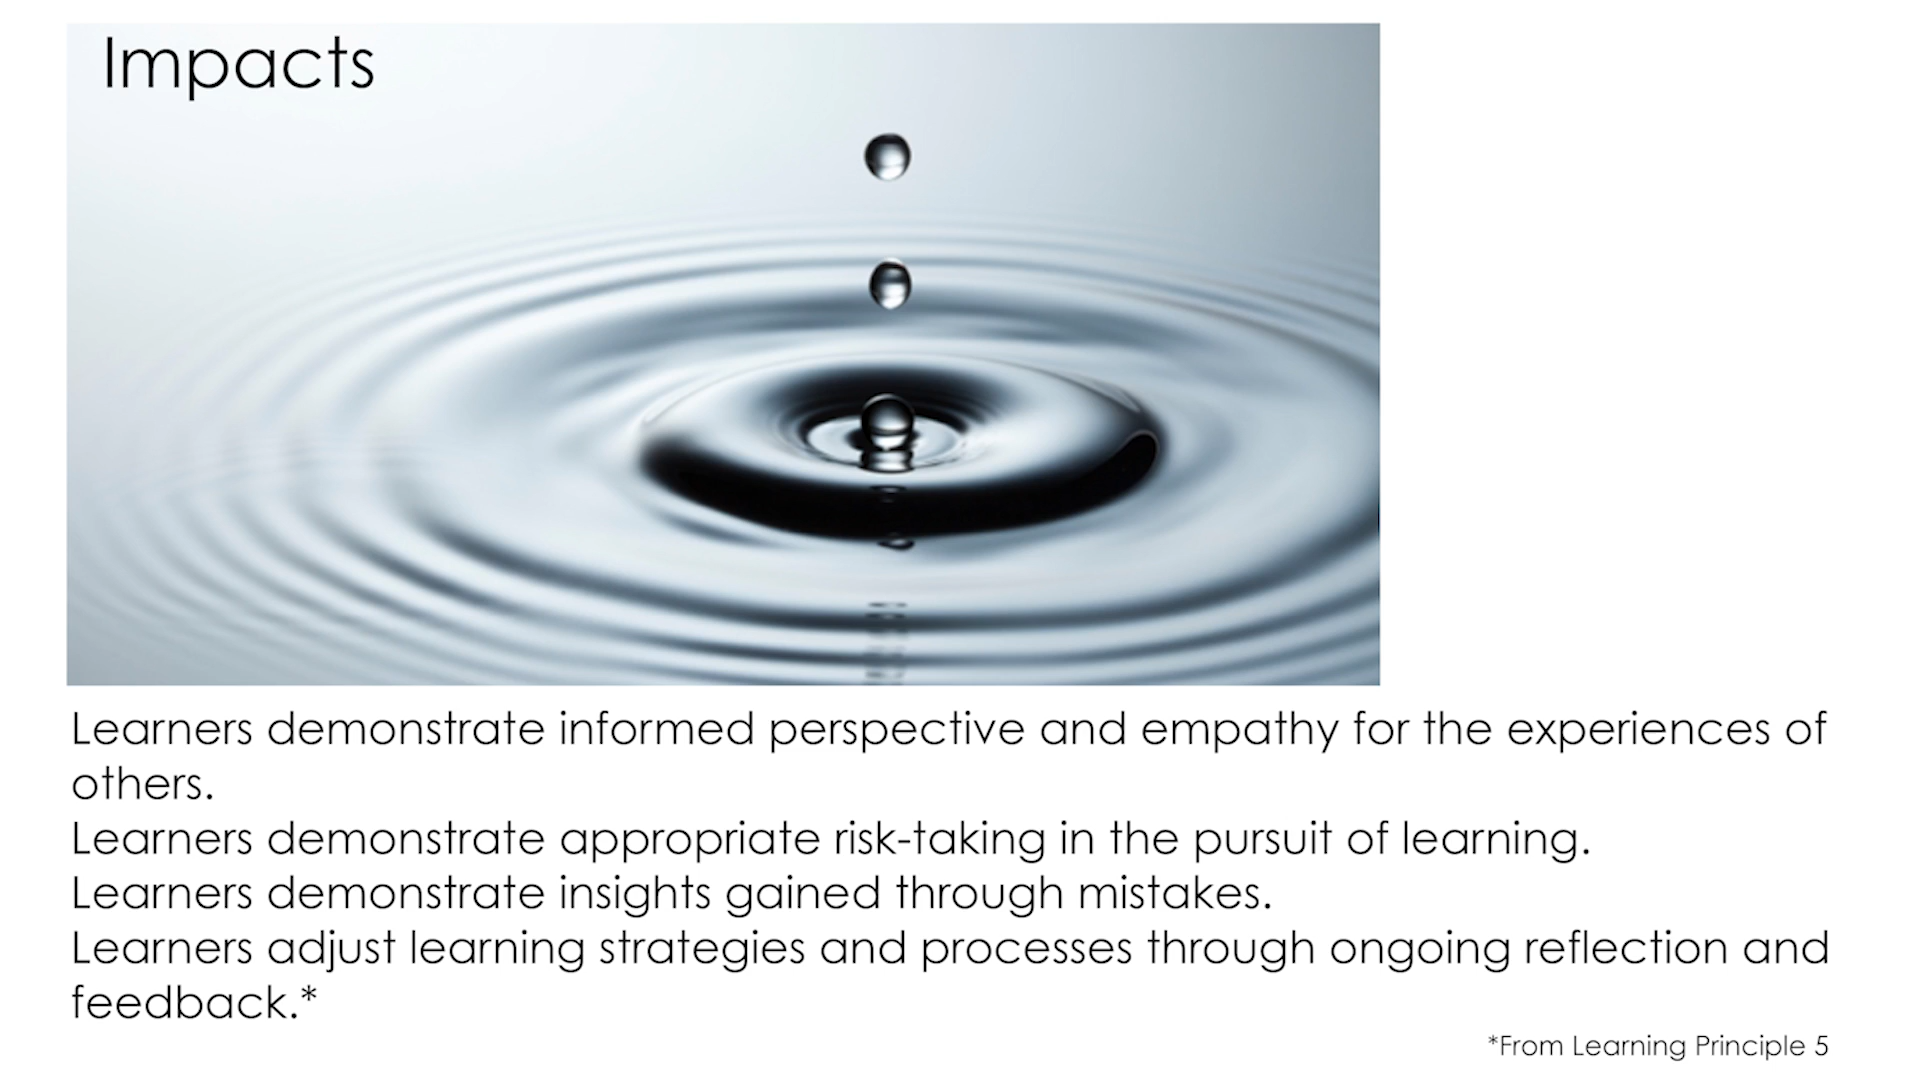 Impacts
Learners demonstrate informed perspective and empathy for the experiences of
others.
Learners demonstrate appropriate risk-taking in the pursuit of learning.
Learners demonstrate insights gained through mistakes.
Learners adjust learning strategies and processes through ongoing reflection and
feedback.*
*From Learning Principle 5